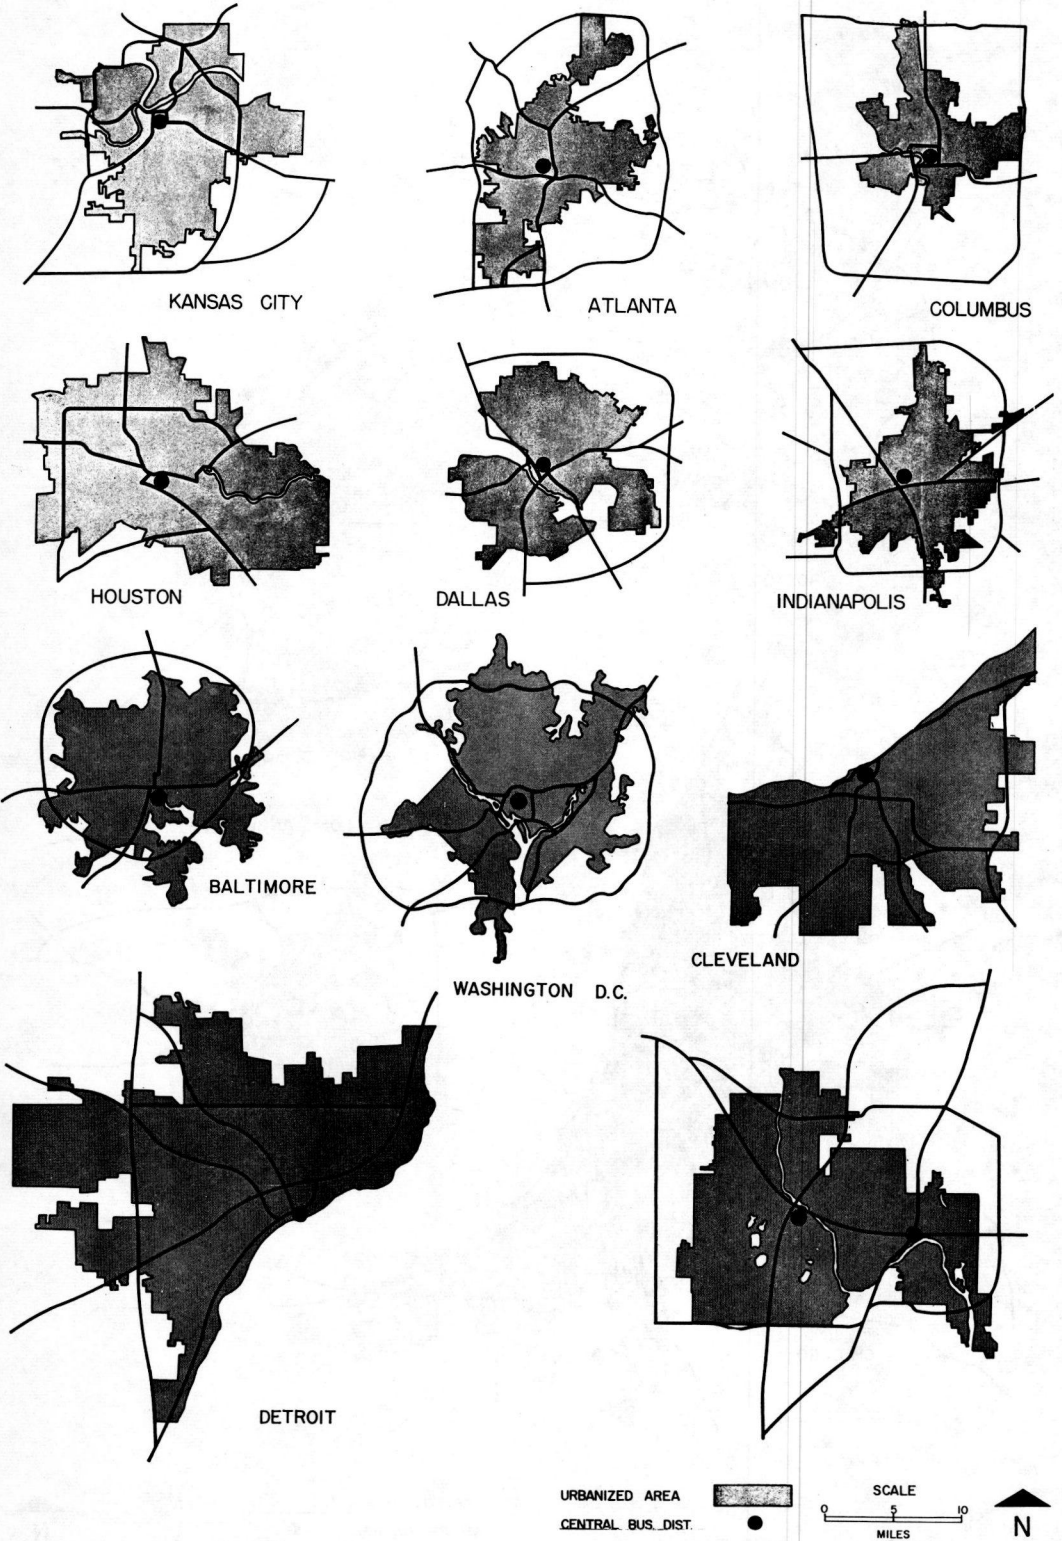 KANSAS CITY
ATLANTA
COLUMBUS
HOUSTON
DALLAS
INDIANAPOLIS
BALTIMORE
WASHINGTON D.C.
CLEVELAND
DETROIT
URBANIZED AREA
CENTRAL BUS. DIST.
SCALE
0 5 10
MILES
N